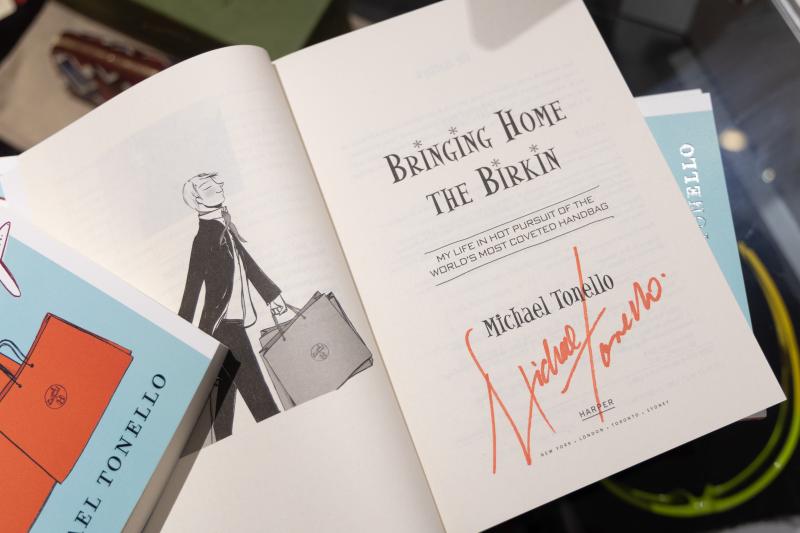 BRINGING HOME
THE BIRKIN
MY LIFE IN HOT PURSUIT OF THE
WORLD'S MOST COVETED HANDBAG
Michael Tonello
Michael Tonello
HARPER
NEW YORK • LONDON • TORONTO • SYDNEY
AEL TONELLO
TONELLO